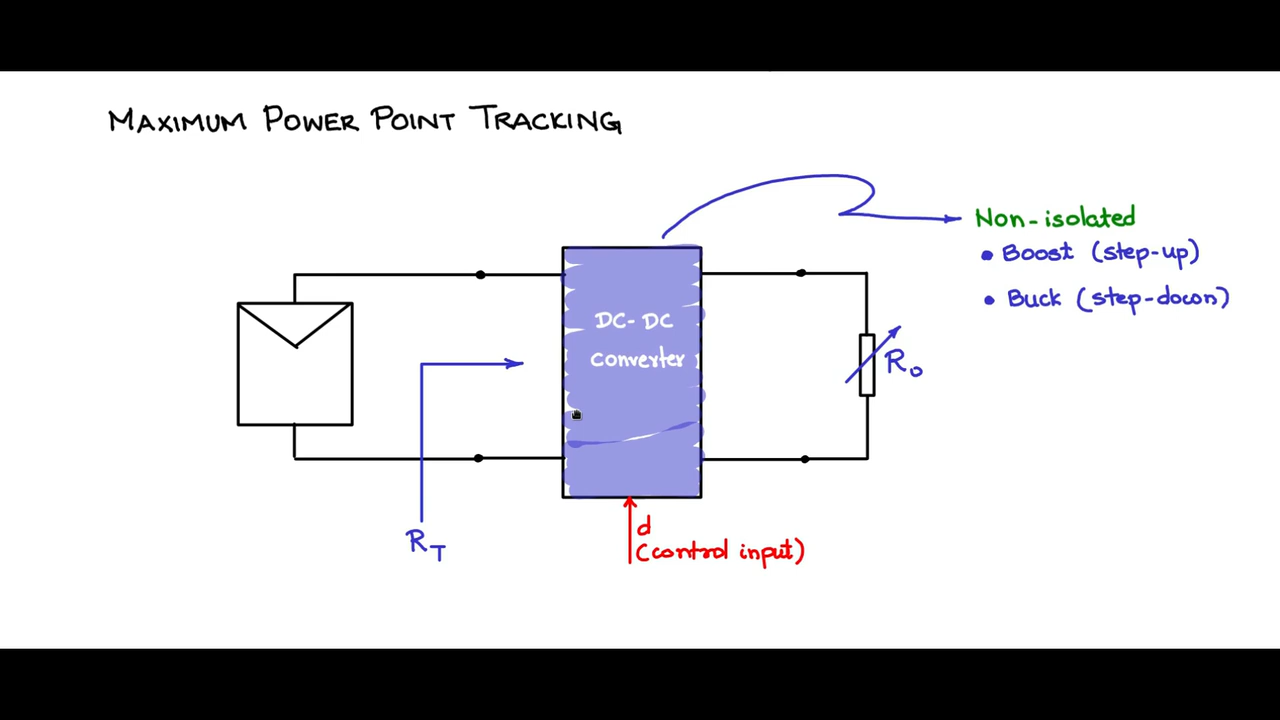 MAXIMUM POWER POINT TRACKING
Non-isolated
• Boost (step-up)
• Buck (step-down)
DC-DC
Converter
Ro
RT
d
(control input)